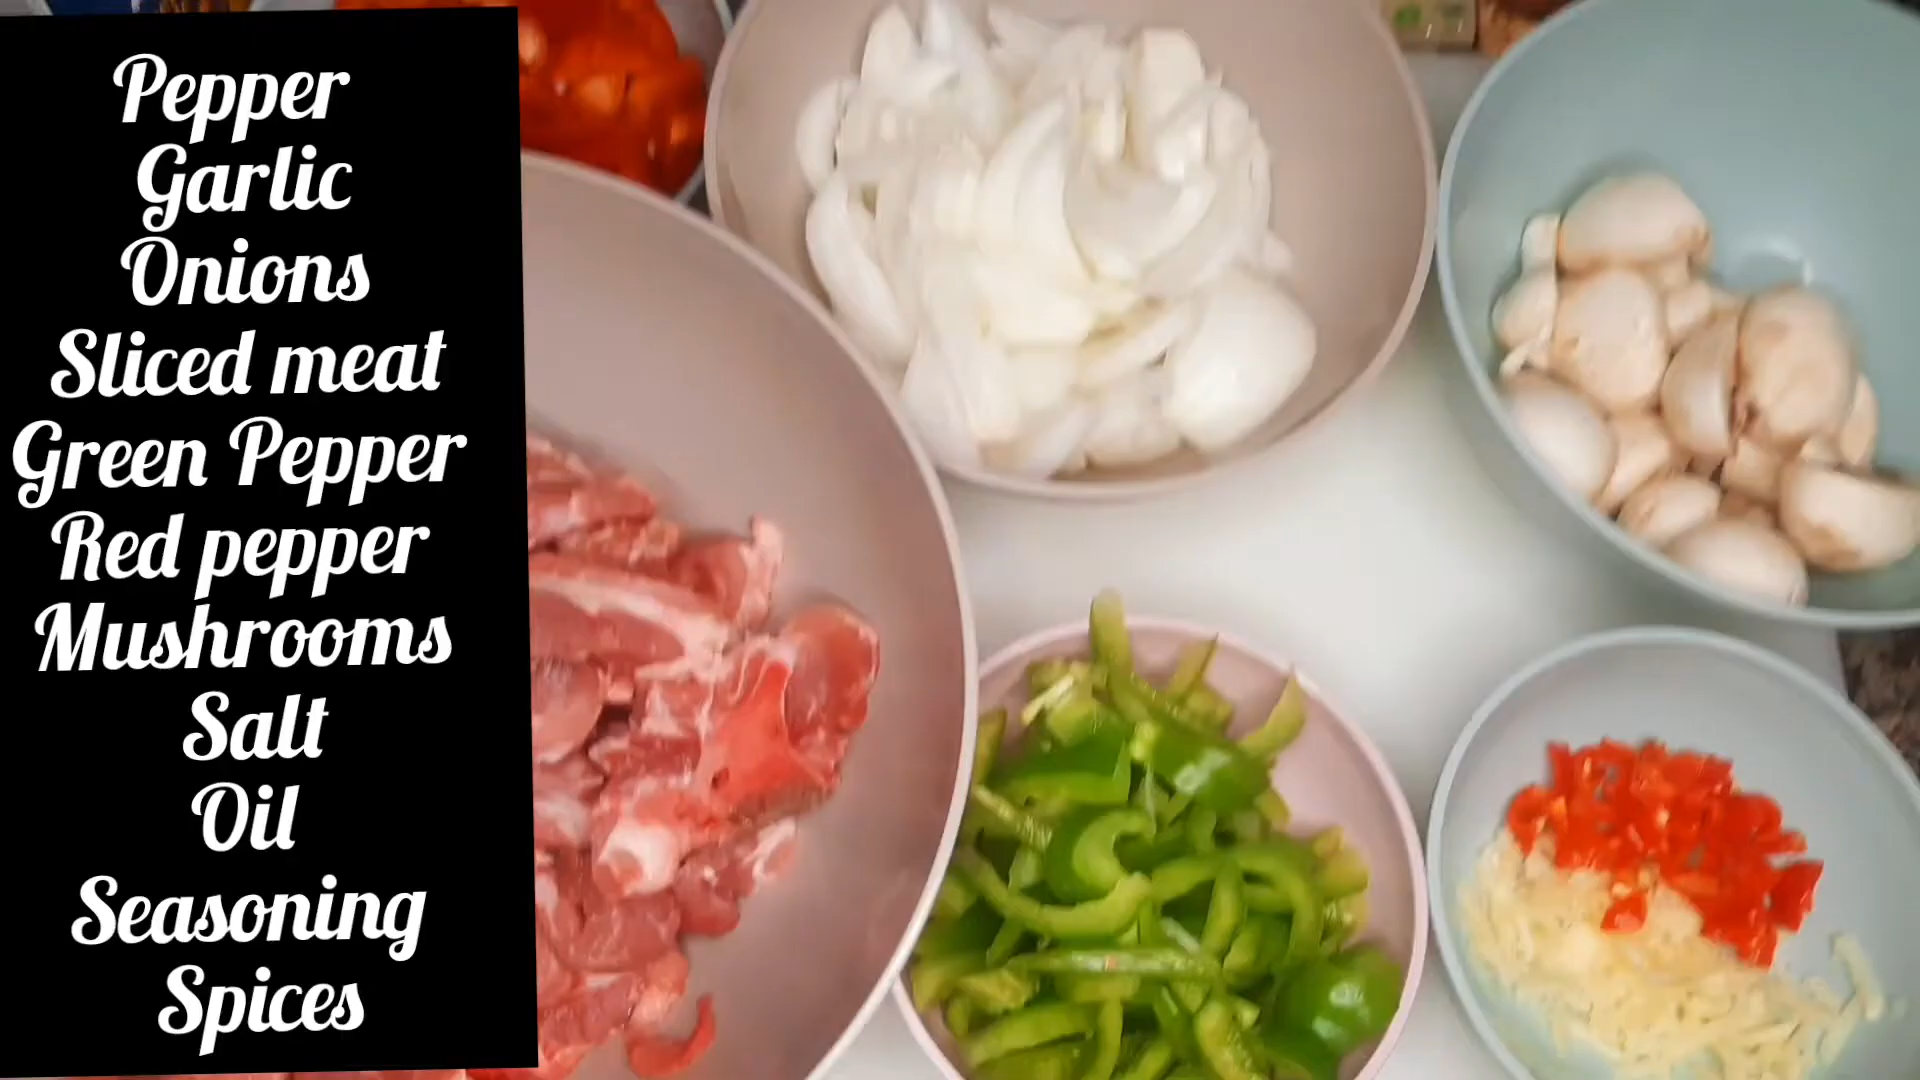 Pepper
Garlic
Onions
Sliced meat
Green Pepper
Red pepper
Mushrooms
Salt
Oil
Seasoning
Spices